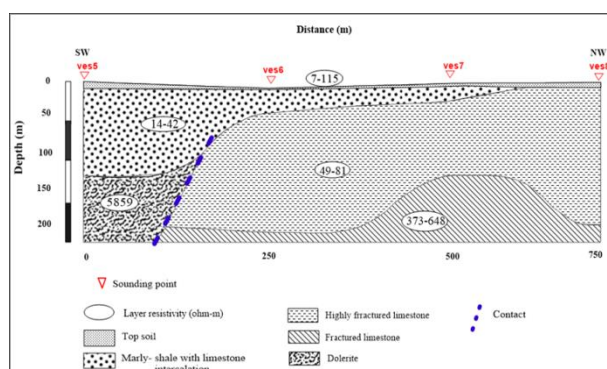 Distance (m)
SW
NW
ves5
ves6
ves7
ves8
7-115
14-42
49-81
5859
373-648
Depth (m)
0
50
100
150
200
0
250
500
750
Sounding point
Layer resistivity (ohm-m)
Top soil
Marly- shale with limestone
intercalation
Highly fractured limestone
Fractured limestone
Dolerite
Contact